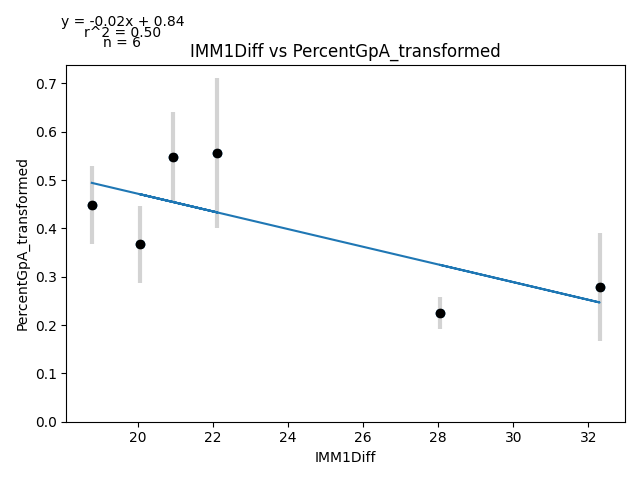 y = -0.02x + 0.84
r^2 = 0.50
n = 6
IMM1Diff vs PercentGpA_transformed
PercentGpA_transformed
0.7
0.6
0.5
0.4
0.3
0.2
0.1
0.0
20
22
24
26
28
30
32
IMM1Diff